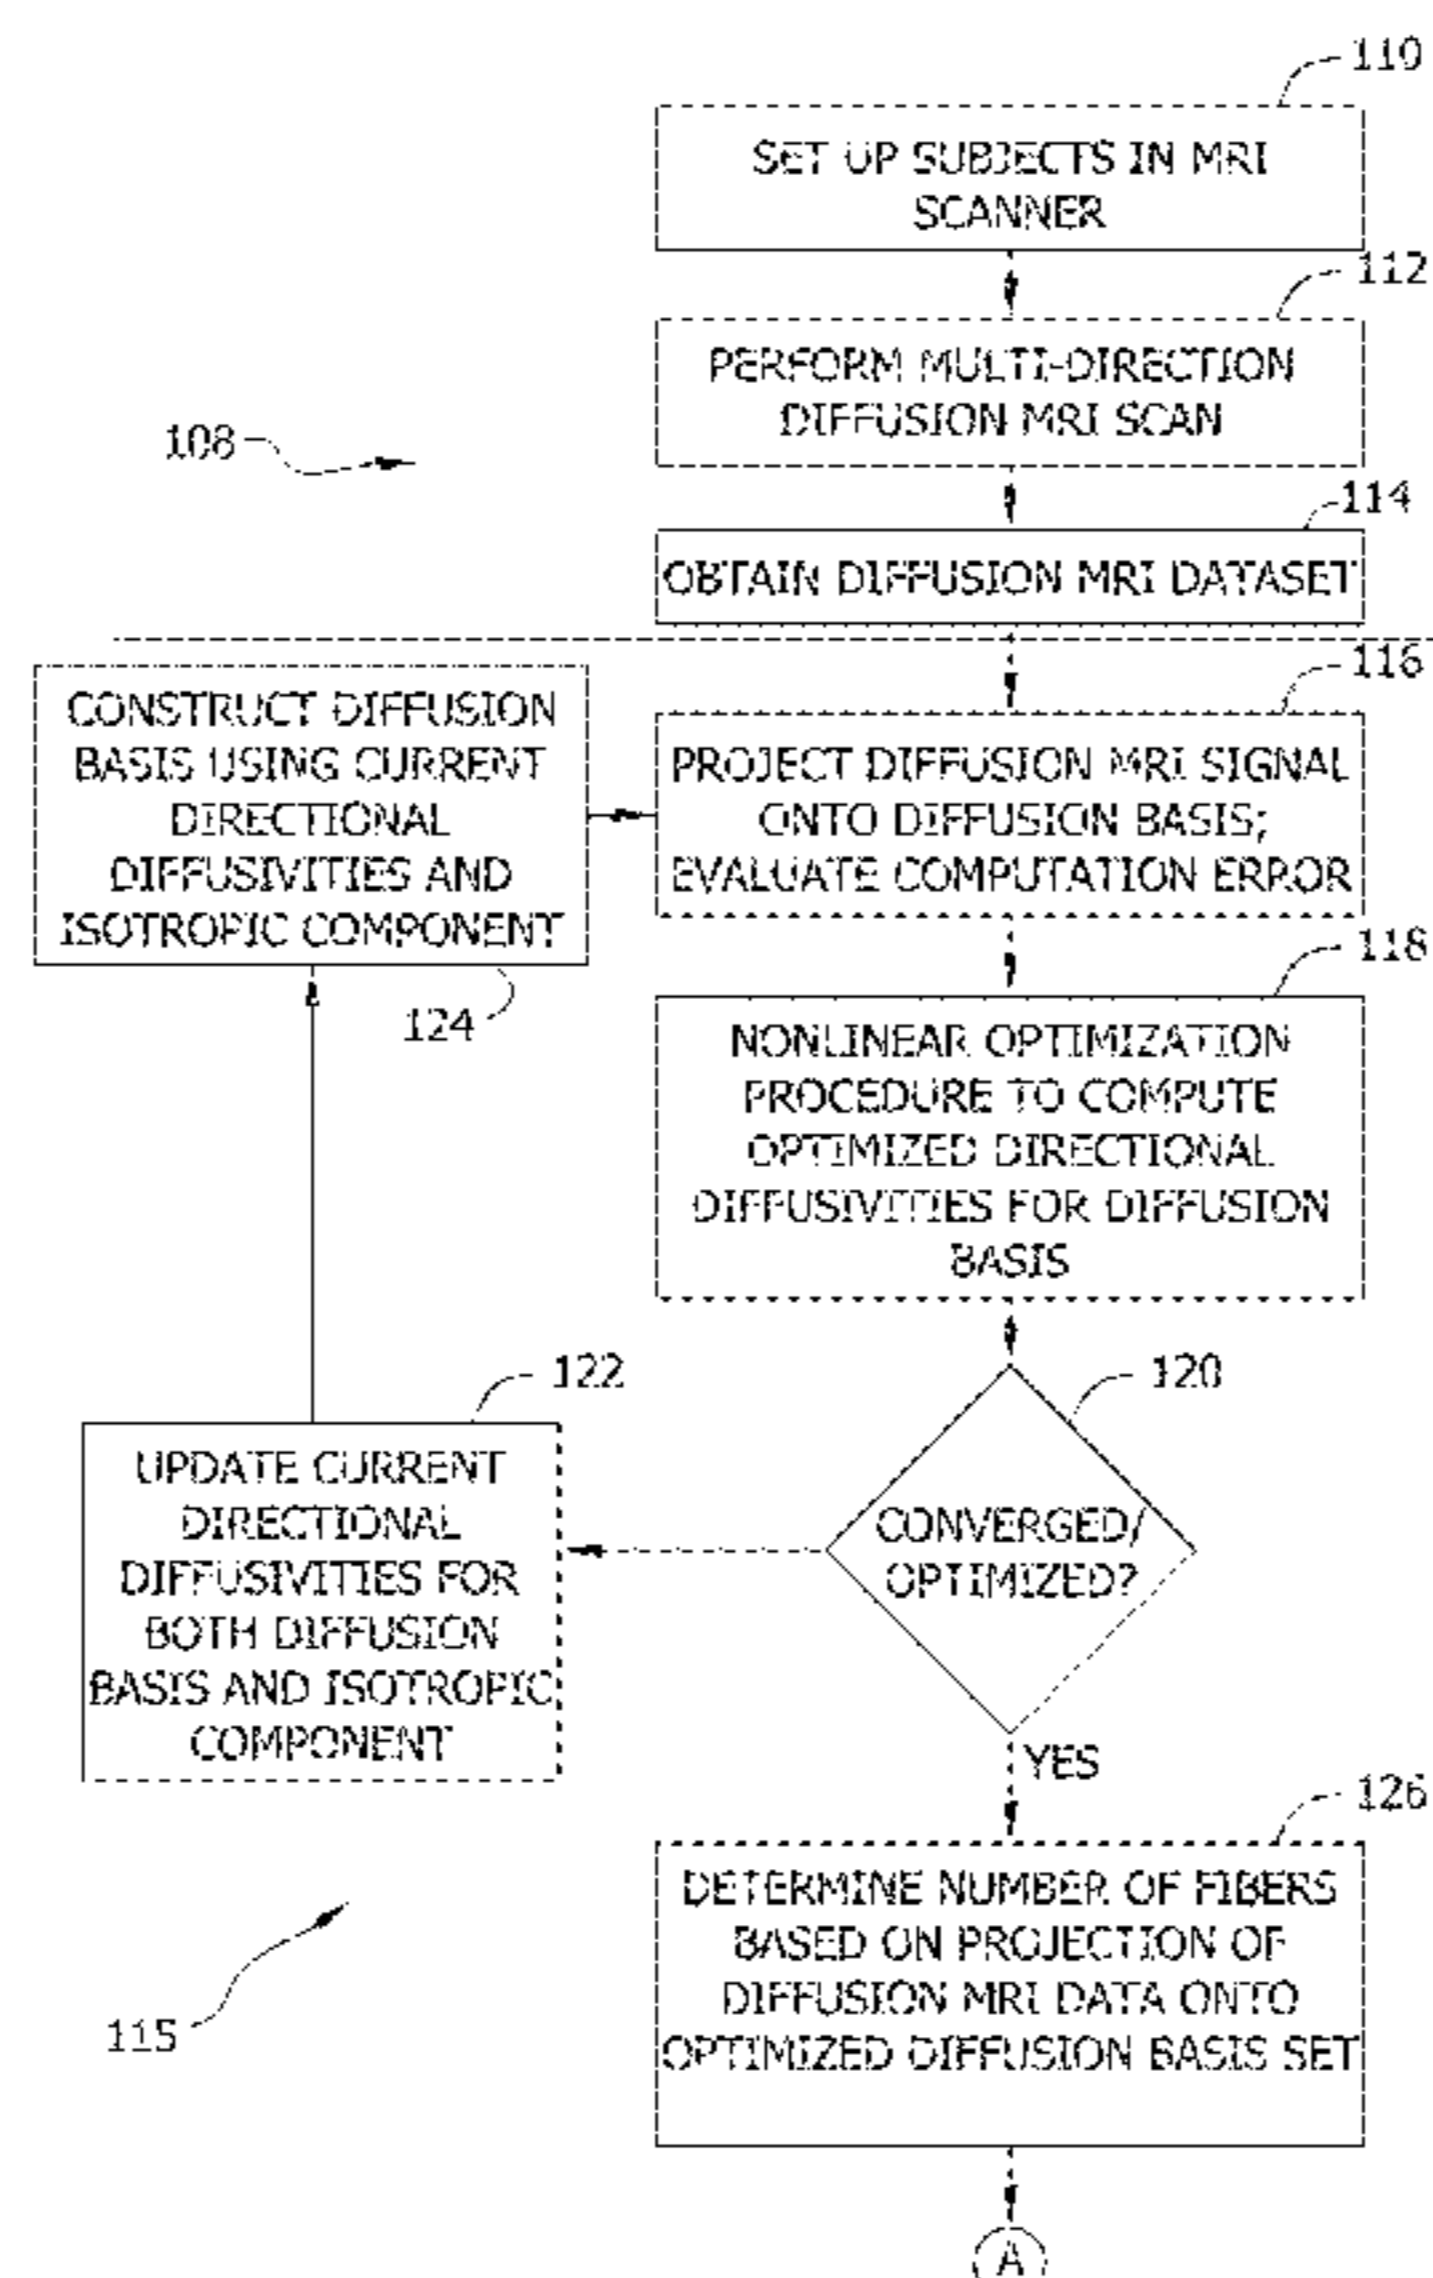 110
SET UP SUBJECTS IN MRI
SCANNER
112
PERFORM MULTI-DIRECTION
DIFFUSION MRI SCAN
108
114
OBTAIN DIFFUSION MRI DATASET
116
CONSTRUCT DIFFUSION
BASIS USING CURRENT
DIRECTIONAL
DIFFUSIVITIES AND
ISOTROPIC COMPONENT
124
PROJECT DIFFUSION MRI SIGNAL
ONTO DIFFUSION BASIS;
EVALUATE COMPUTATION ERROR
118
NONLINEAR OPTIMIZATION
PROCEDURE TO COMPUTE
OPTIMIZED DIRECTIONAL
DIFFUSIVITIES FOR DIFFUSION
BASIS
122
120
UPDATE CURRENT
DIRECTIONAL
DIFFUSIVITIES FOR
BOTH DIFFUSION
BASIS AND ISOTROPIC
COMPONENT
CONVERGED/
OPTIMIZED?
YES
126
DETERMINE NUMBER OF FIBERS
BASED ON PROJECTION OF
DIFFUSION MRI DATA ONTO
OPTIMIZED DIFFUSION BASIS SET
115
A